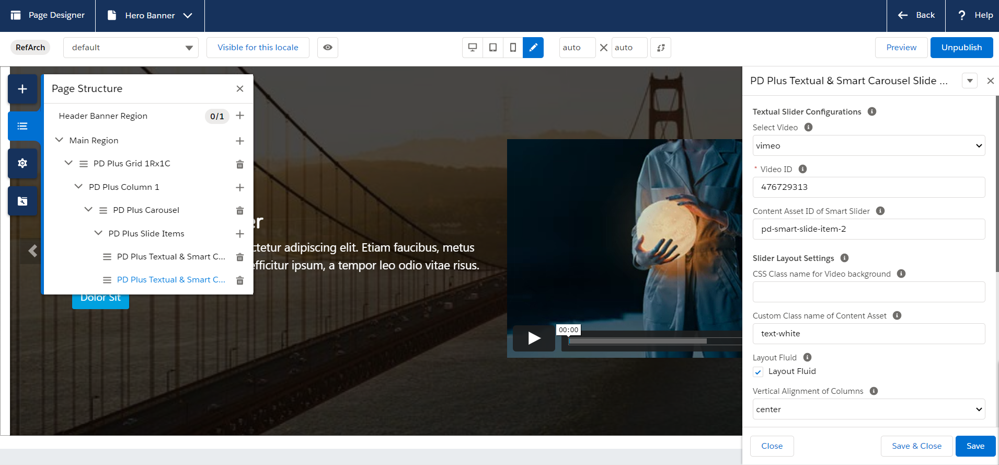 Page Designer
Hero Banner
Back
? Help
RefArch
default
Visible for this locale
auto
auto
Preview
Unpublish
Page Structure
Header Banner Region
0/1
Main Region
PD Plus Grid 1Rx1C
PD Plus Column 1
PD Plus Carousel
PD Plus Slide Items
PD Plus Textual & Smart C...
PD Plus Textual & Smart C...
er
ctetur adipiscing elit. Etiam faucibus, metus
efficitur ipsum, a tempor leo odio vitae risus.
Dolor Sit
00:00
PD Plus Textual & Smart Carousel Slide ...
Textual Slider Configurations
Select Video
vimeo
* Video ID
476729313
Content Asset ID of Smart Slider
pd-smart-slide-item-2
Slider Layout Settings
CSS Class name for Video background
Custom Class name of Content Asset
text-white
Layout Fluid
Layout Fluid
Vertical Alignment of Columns
center
Close
Save & Close
Save